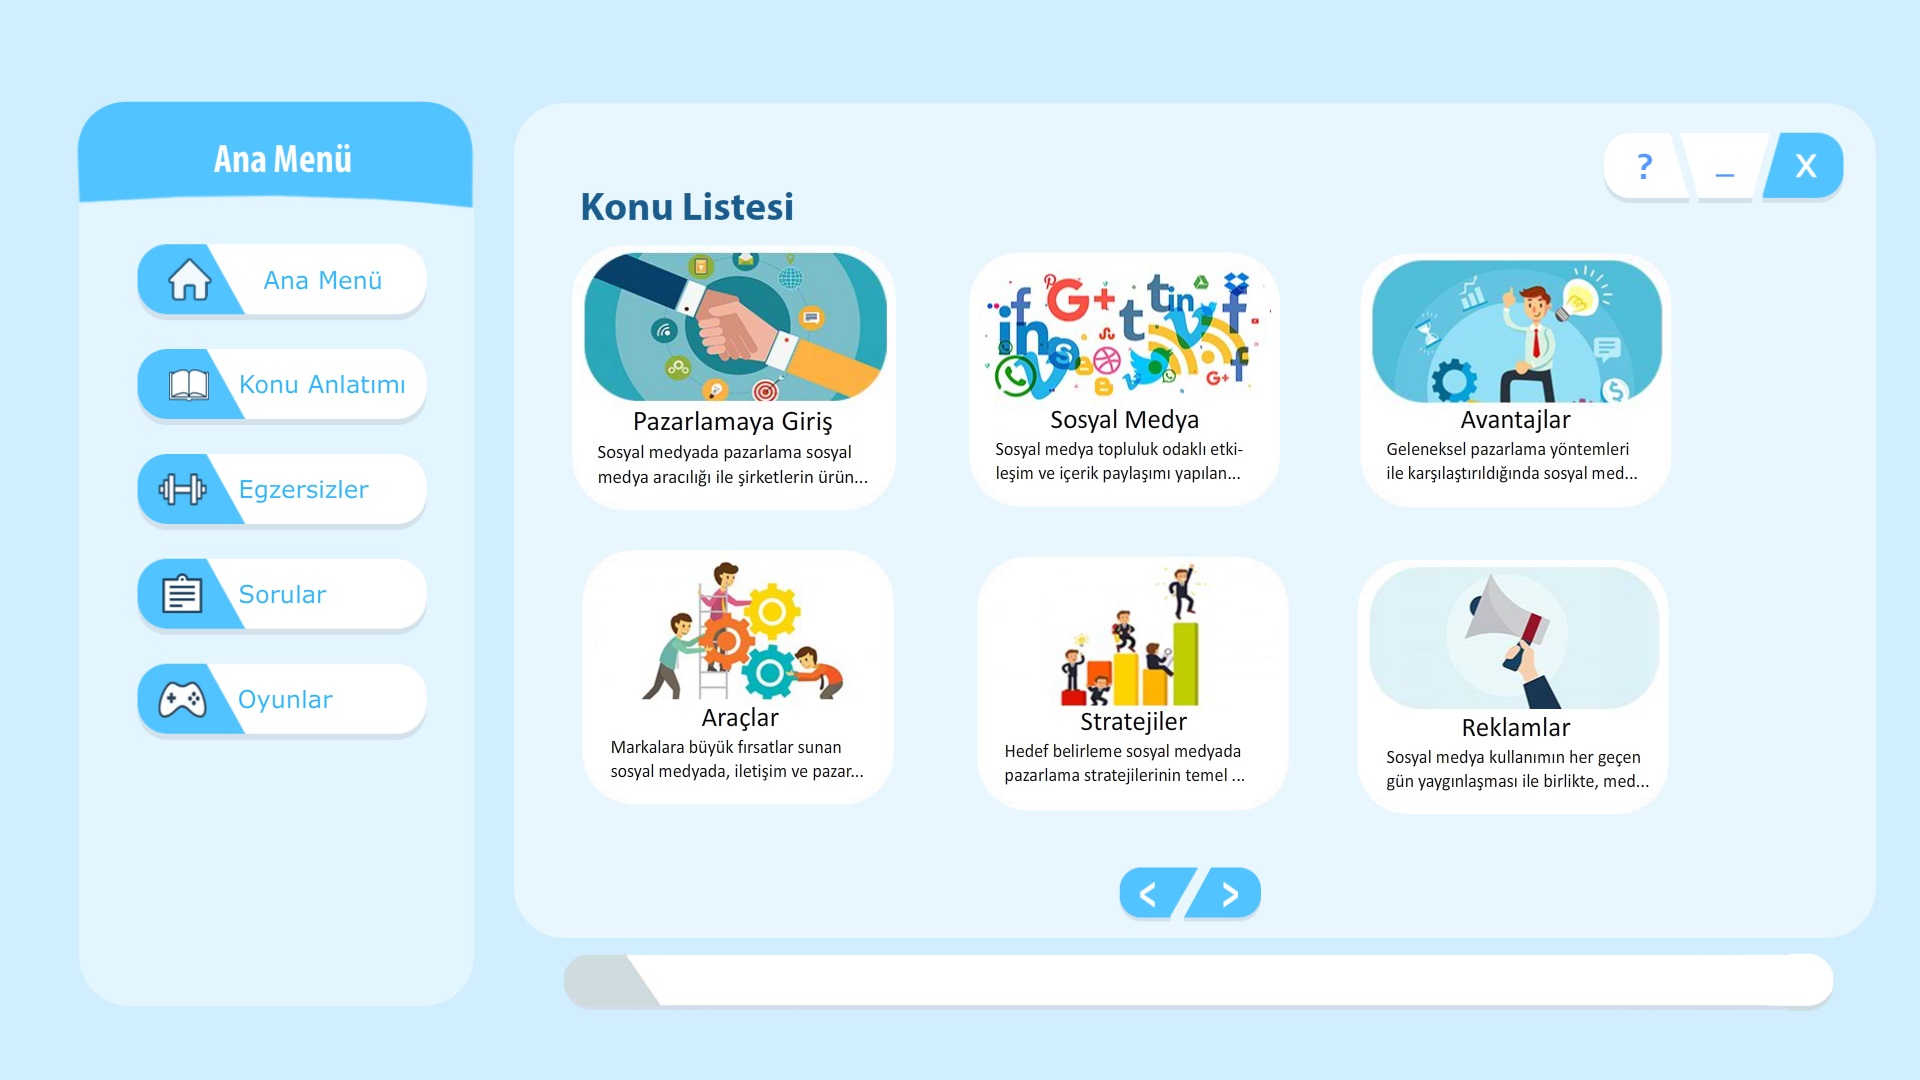 Ana Menü
Ana Menü
Konu Anlatımı
Egzersizler
Sorular
Oyunlar
? _ X
Konu Listesi
Pazarlamaya Giriş
Sosyal medyada pazarlama sosyal
medya aracılığı ile şirketlerin ürün...
Sosyal Medya
Sosyal medya topluluk odaklı etki-
leşim ve içerik paylaşımı yapılan...
Avantajlar
Geleneksel pazarlama yöntemleri
ile karşılaştırıldığında sosyal med...
Araçlar
Markalara büyük fırsatlar sunan
sosyal medyada, iletişim ve pazar...
Stratejiler
Hedef belirleme sosyal medyada
pazarlama stratejilerinin temel ...
Reklamlar
Sosyal medya kullanımın her geçen
gün yaygınlaşması ile birlikte, med...
< >